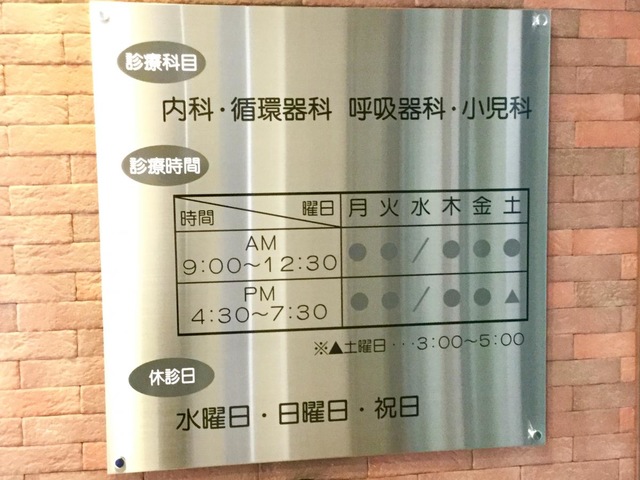 診療科目
内科・循環器科 呼吸器科・小児科
診療時間
時間 曜日 月 火 水 木 金 土
AM 9:00～12:30 ● ● / ● ● ●
PM 4:30～7:30 ● ● / ● ● ▲
※▲土曜日･･･3:00～5:00
休診日
水曜日・日曜日・祝日